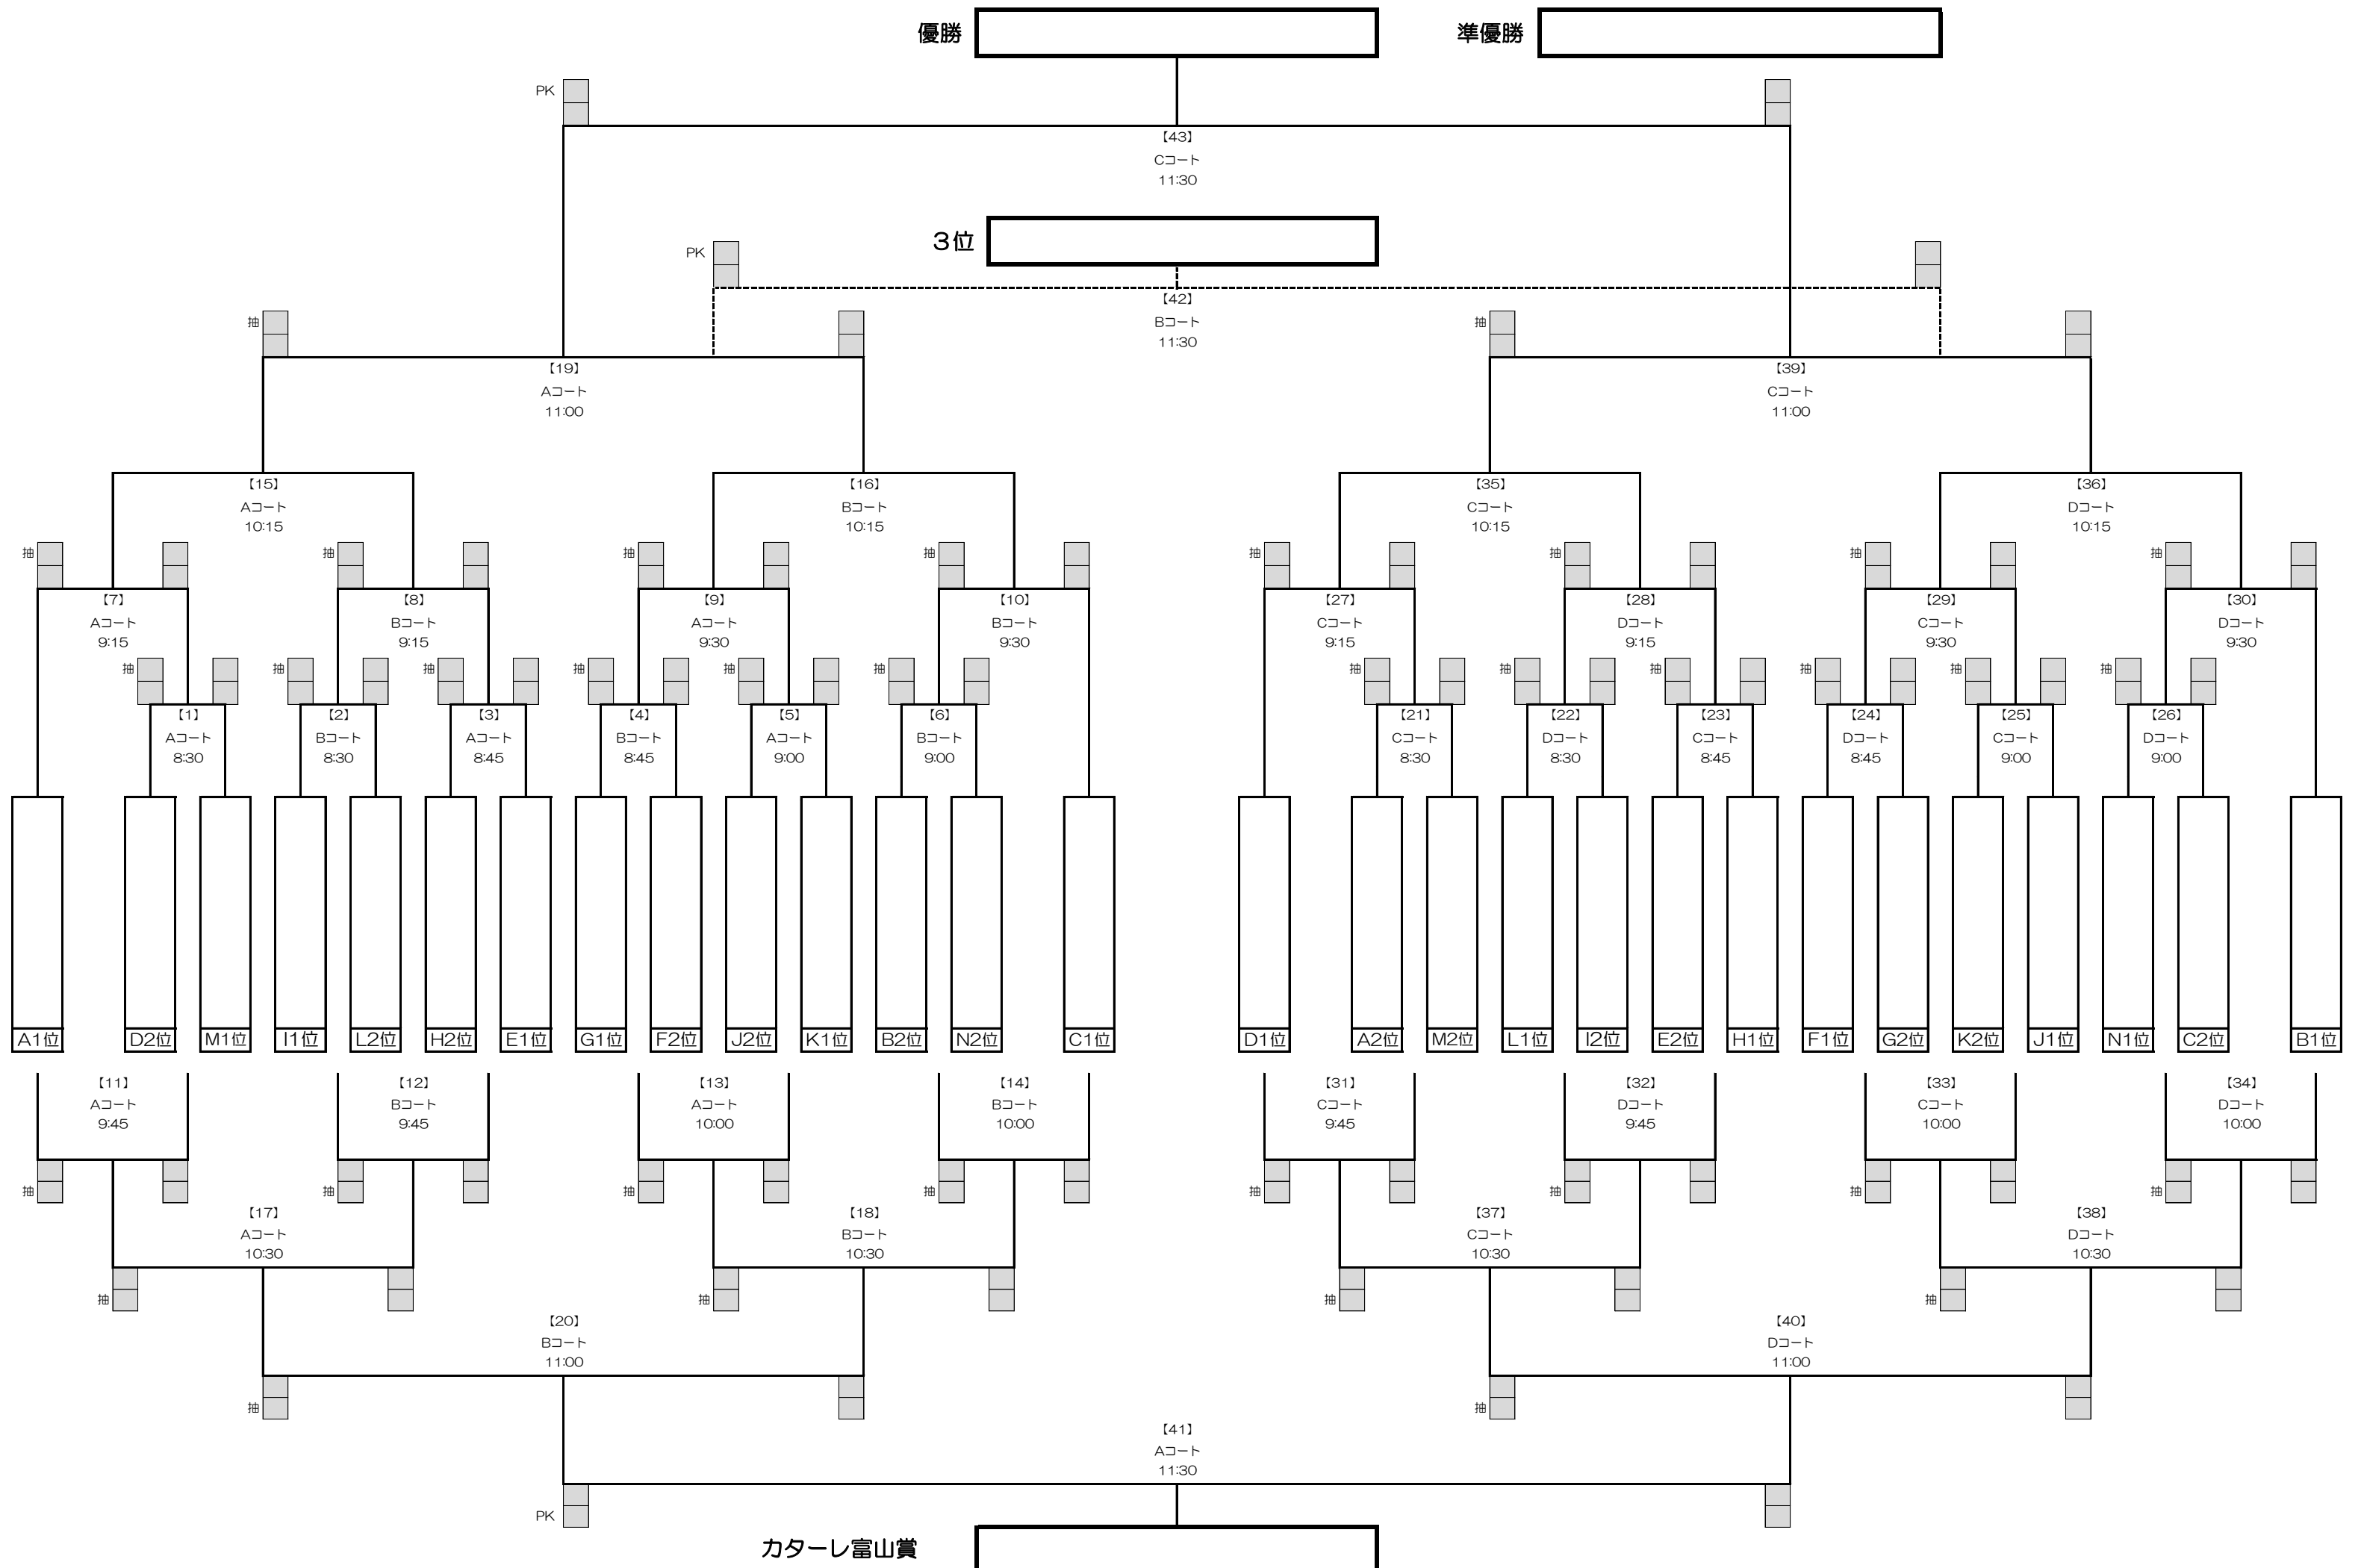 優勝
準優勝
PK
【43】
Cコート
11:30
3位
PK
【42】
Bコート
11:30
抽
抽
【19】
Aコート
11:00
【39】
Cコート
11:00
【15】
Aコート
10:15
【16】
Bコート
10:15
【35】
Cコート
10:15
【36】
Dコート
10:15
抽
抽
抽
抽
抽
抽
抽
抽
【7】
Aコート
9:15
【8】
Bコート
9:15
【9】
Aコート
9:30
【10】
Bコート
9:30
【27】
Cコート
9:15
【28】
Dコート
9:15
【29】
Cコート
9:30
【30】
Dコート
9:30
抽
抽
抽
抽
抽
抽
抽
抽
抽
抽
抽
抽
【1】
Aコート
8:30
【2】
Bコート
8:30
【3】
Aコート
8:45
【4】
Bコート
8:45
【5】
Aコート
9:00
【6】
Bコート
9:00
【21】
Cコート
8:30
【22】
Dコート
8:30
【23】
Cコート
8:45
【24】
Dコート
8:45
【25】
Cコート
9:00
【26】
Dコート
9:00
A1位
D2位
M1位
I1位
L2位
H2位
E1位
G1位
F2位
J2位
K1位
B2位
N2位
C1位
D1位
A2位
M2位
L1位
I2位
E2位
H1位
F1位
G2位
K2位
J1位
N1位
C2位
B1位
【11】
Aコート
9:45
【12】
Bコート
9:45
【13】
Aコート
10:00
【14】
Bコート
10:00
【31】
Cコート
9:45
【32】
Dコート
9:45
【33】
Cコート
10:00
【34】
Dコート
10:00
抽
抽
抽
抽
抽
抽
抽
抽
【17】
Aコート
10:30
【18】
Bコート
10:30
【37】
Cコート
10:30
【38】
Dコート
10:30
抽
抽
抽
抽
【20】
Bコート
11:00
【40】
Dコート
11:00
抽
抽
【41】
Aコート
11:30
PK
カターレ富山賞